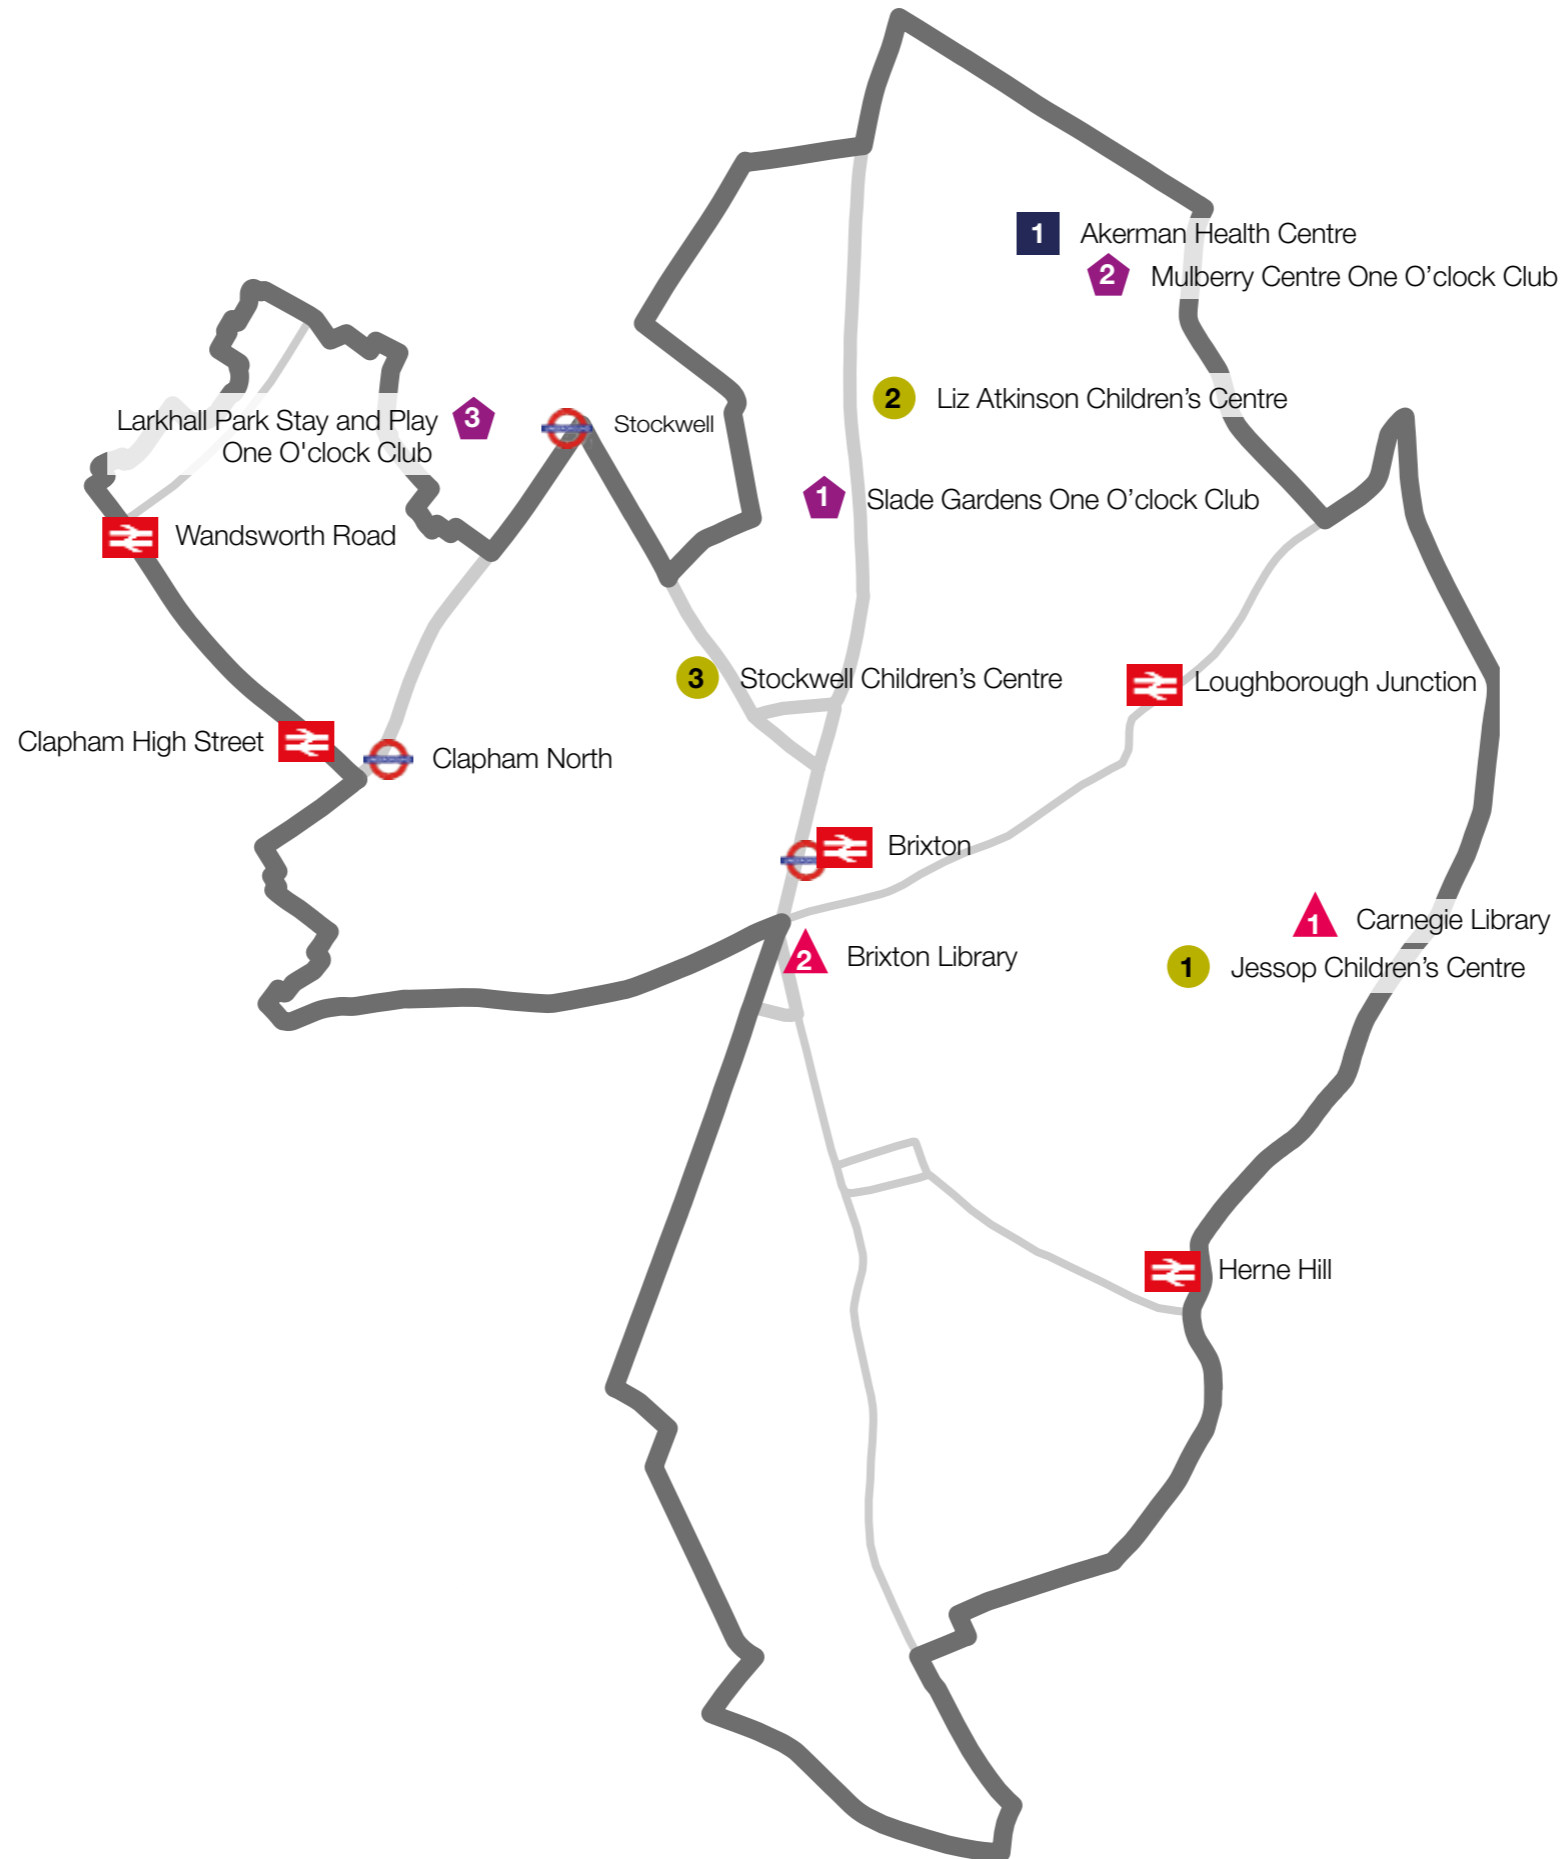 1 Akerman Health Centre
2 Mulberry Centre One O’clock Club
2 Liz Atkinson Children’s Centre
Larkhall Park Stay and Play 3
One O'clock Club
Stockwell
1 Slade Gardens One O’clock Club
Wandsworth Road
3 Stockwell Children’s Centre
Loughborough Junction
Clapham High Street
Clapham North
Brixton
1 Carnegie Library
2 Brixton Library
1 Jessop Children’s Centre
Herne Hill